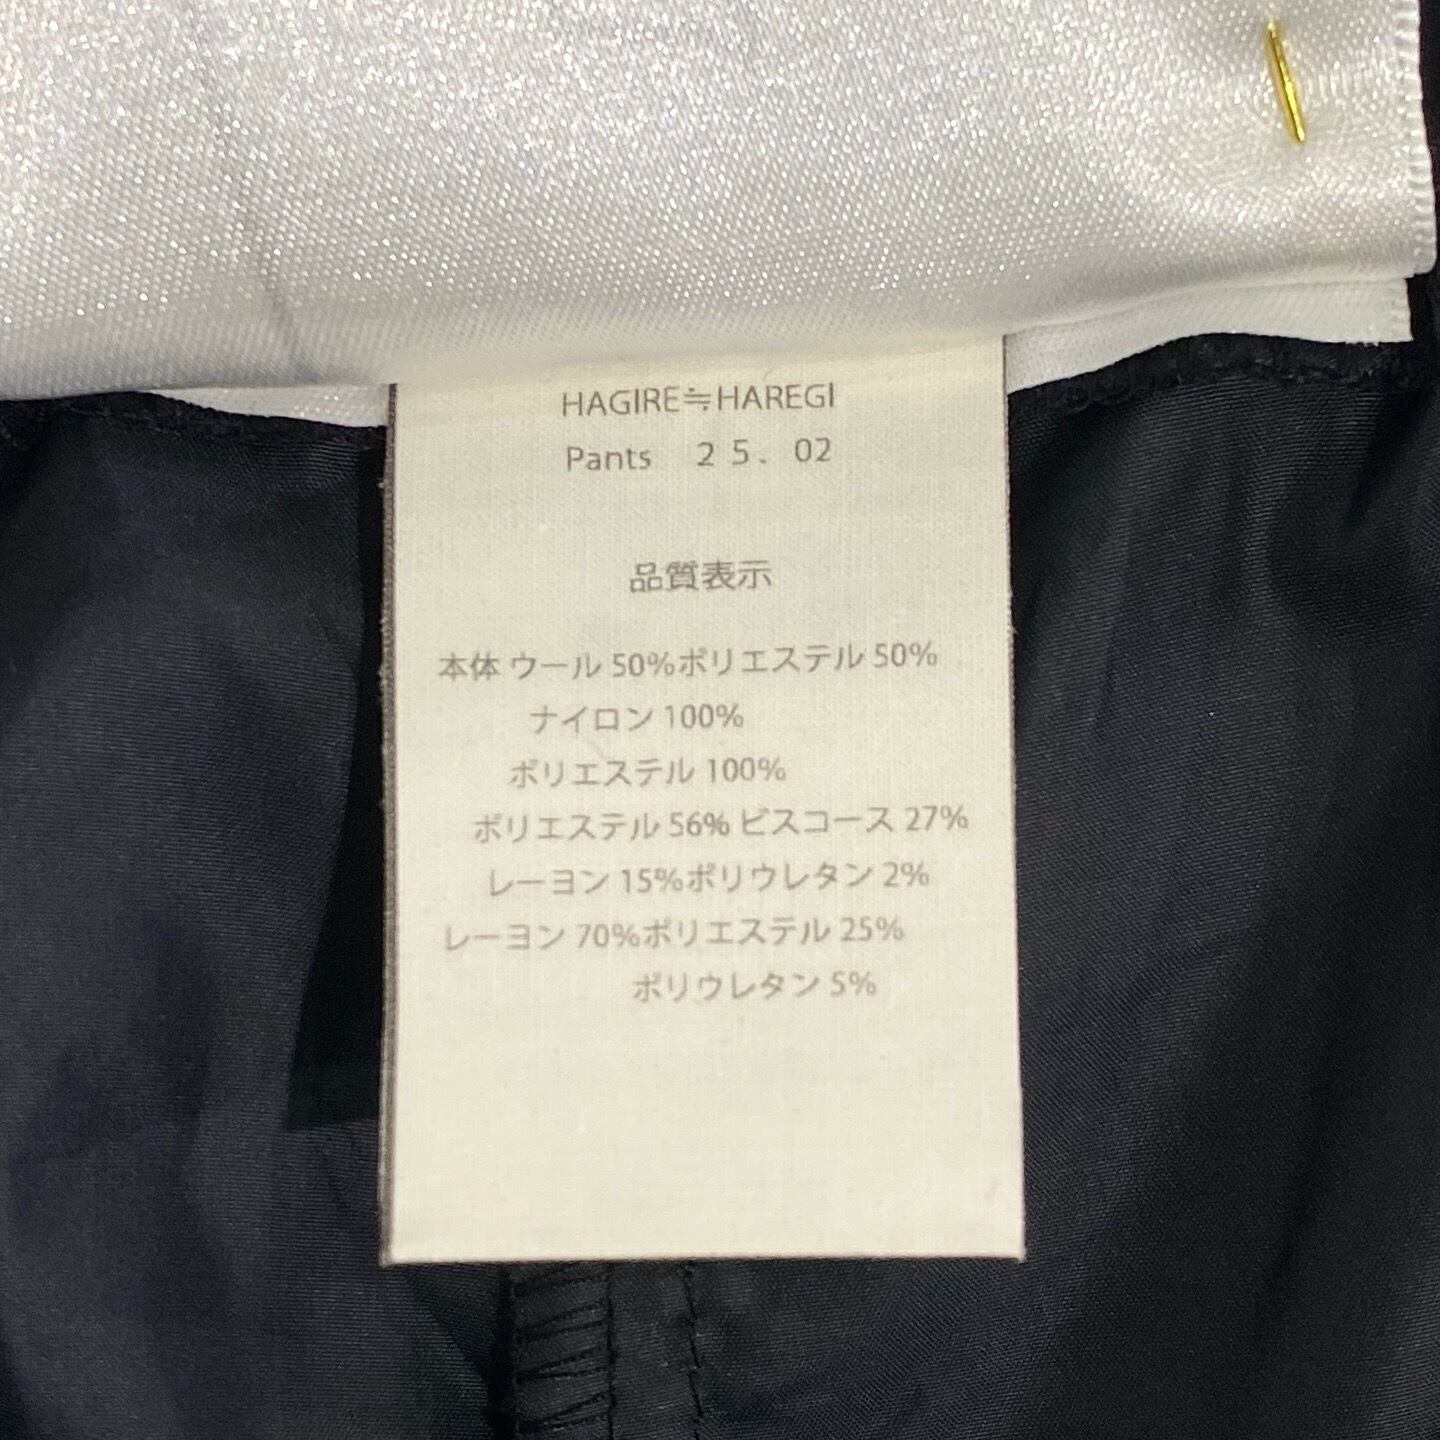 HAGIRE≒HAREGI
Pants 25. 02
品質表示
本体 ウール 50%ポリエステル 50%
ナイロン 100%
ポリエステル 100%
ポリエステル 56% ビスコース 27%
レーヨン 15%ポリウレタン 2%
レーヨン 70%ポリエステル 25%
ポリウレタン 5%